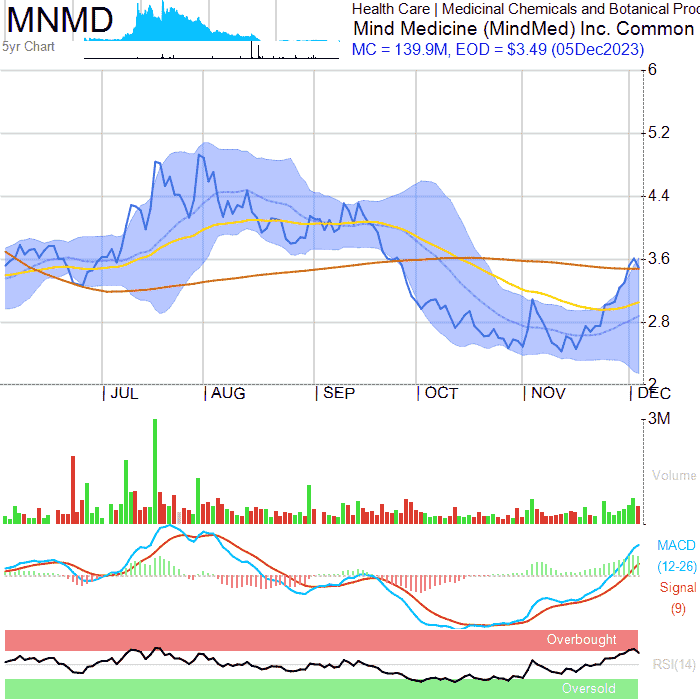 MNMD
Health Care | Medicinal Chemicals and Botanical Prod
Mind Medicine (MindMed) Inc. Common
5yr Chart
MC = 139.9M, EOD = $3.49 (05Dec2023)
6
5.2
4.4
3.6
2.8
2
JUL
AUG
SEP
OCT
NOV
DEC
3M
Volume
MACD
(12-26)
Signal
(9)
Overbought
RSI(14)
Oversold